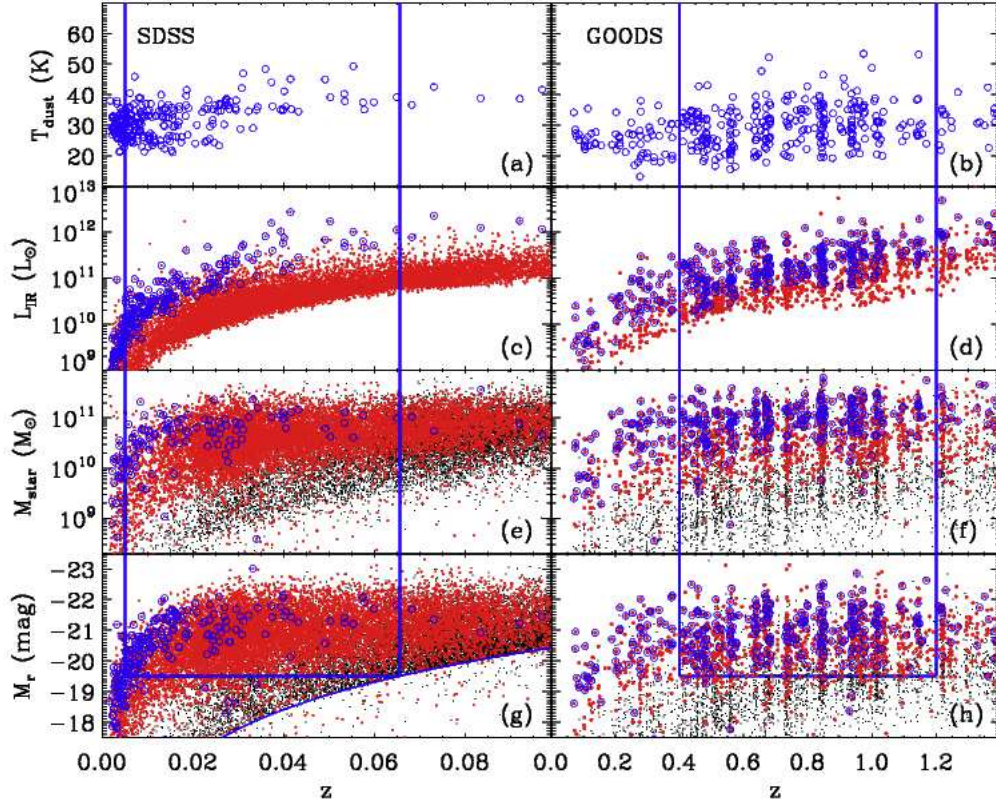 SDSS
GOODS
T_dust (K)
70
60
50
40
30
20
10
(a)
(b)
L_IR (L_⊙)
10^13
10^12
10^11
10^10
10^9
(c)
(d)
M_star (M_⊙)
10^11
10^10
10^9
(e)
(f)
M_r (mag)
-23
-22
-21
-20
-19
-18
(g)
(h)
0.00 0.02 0.04 0.06 0.08 0.0 0.2 0.4 0.6 0.8 1.0 1.2
z
z